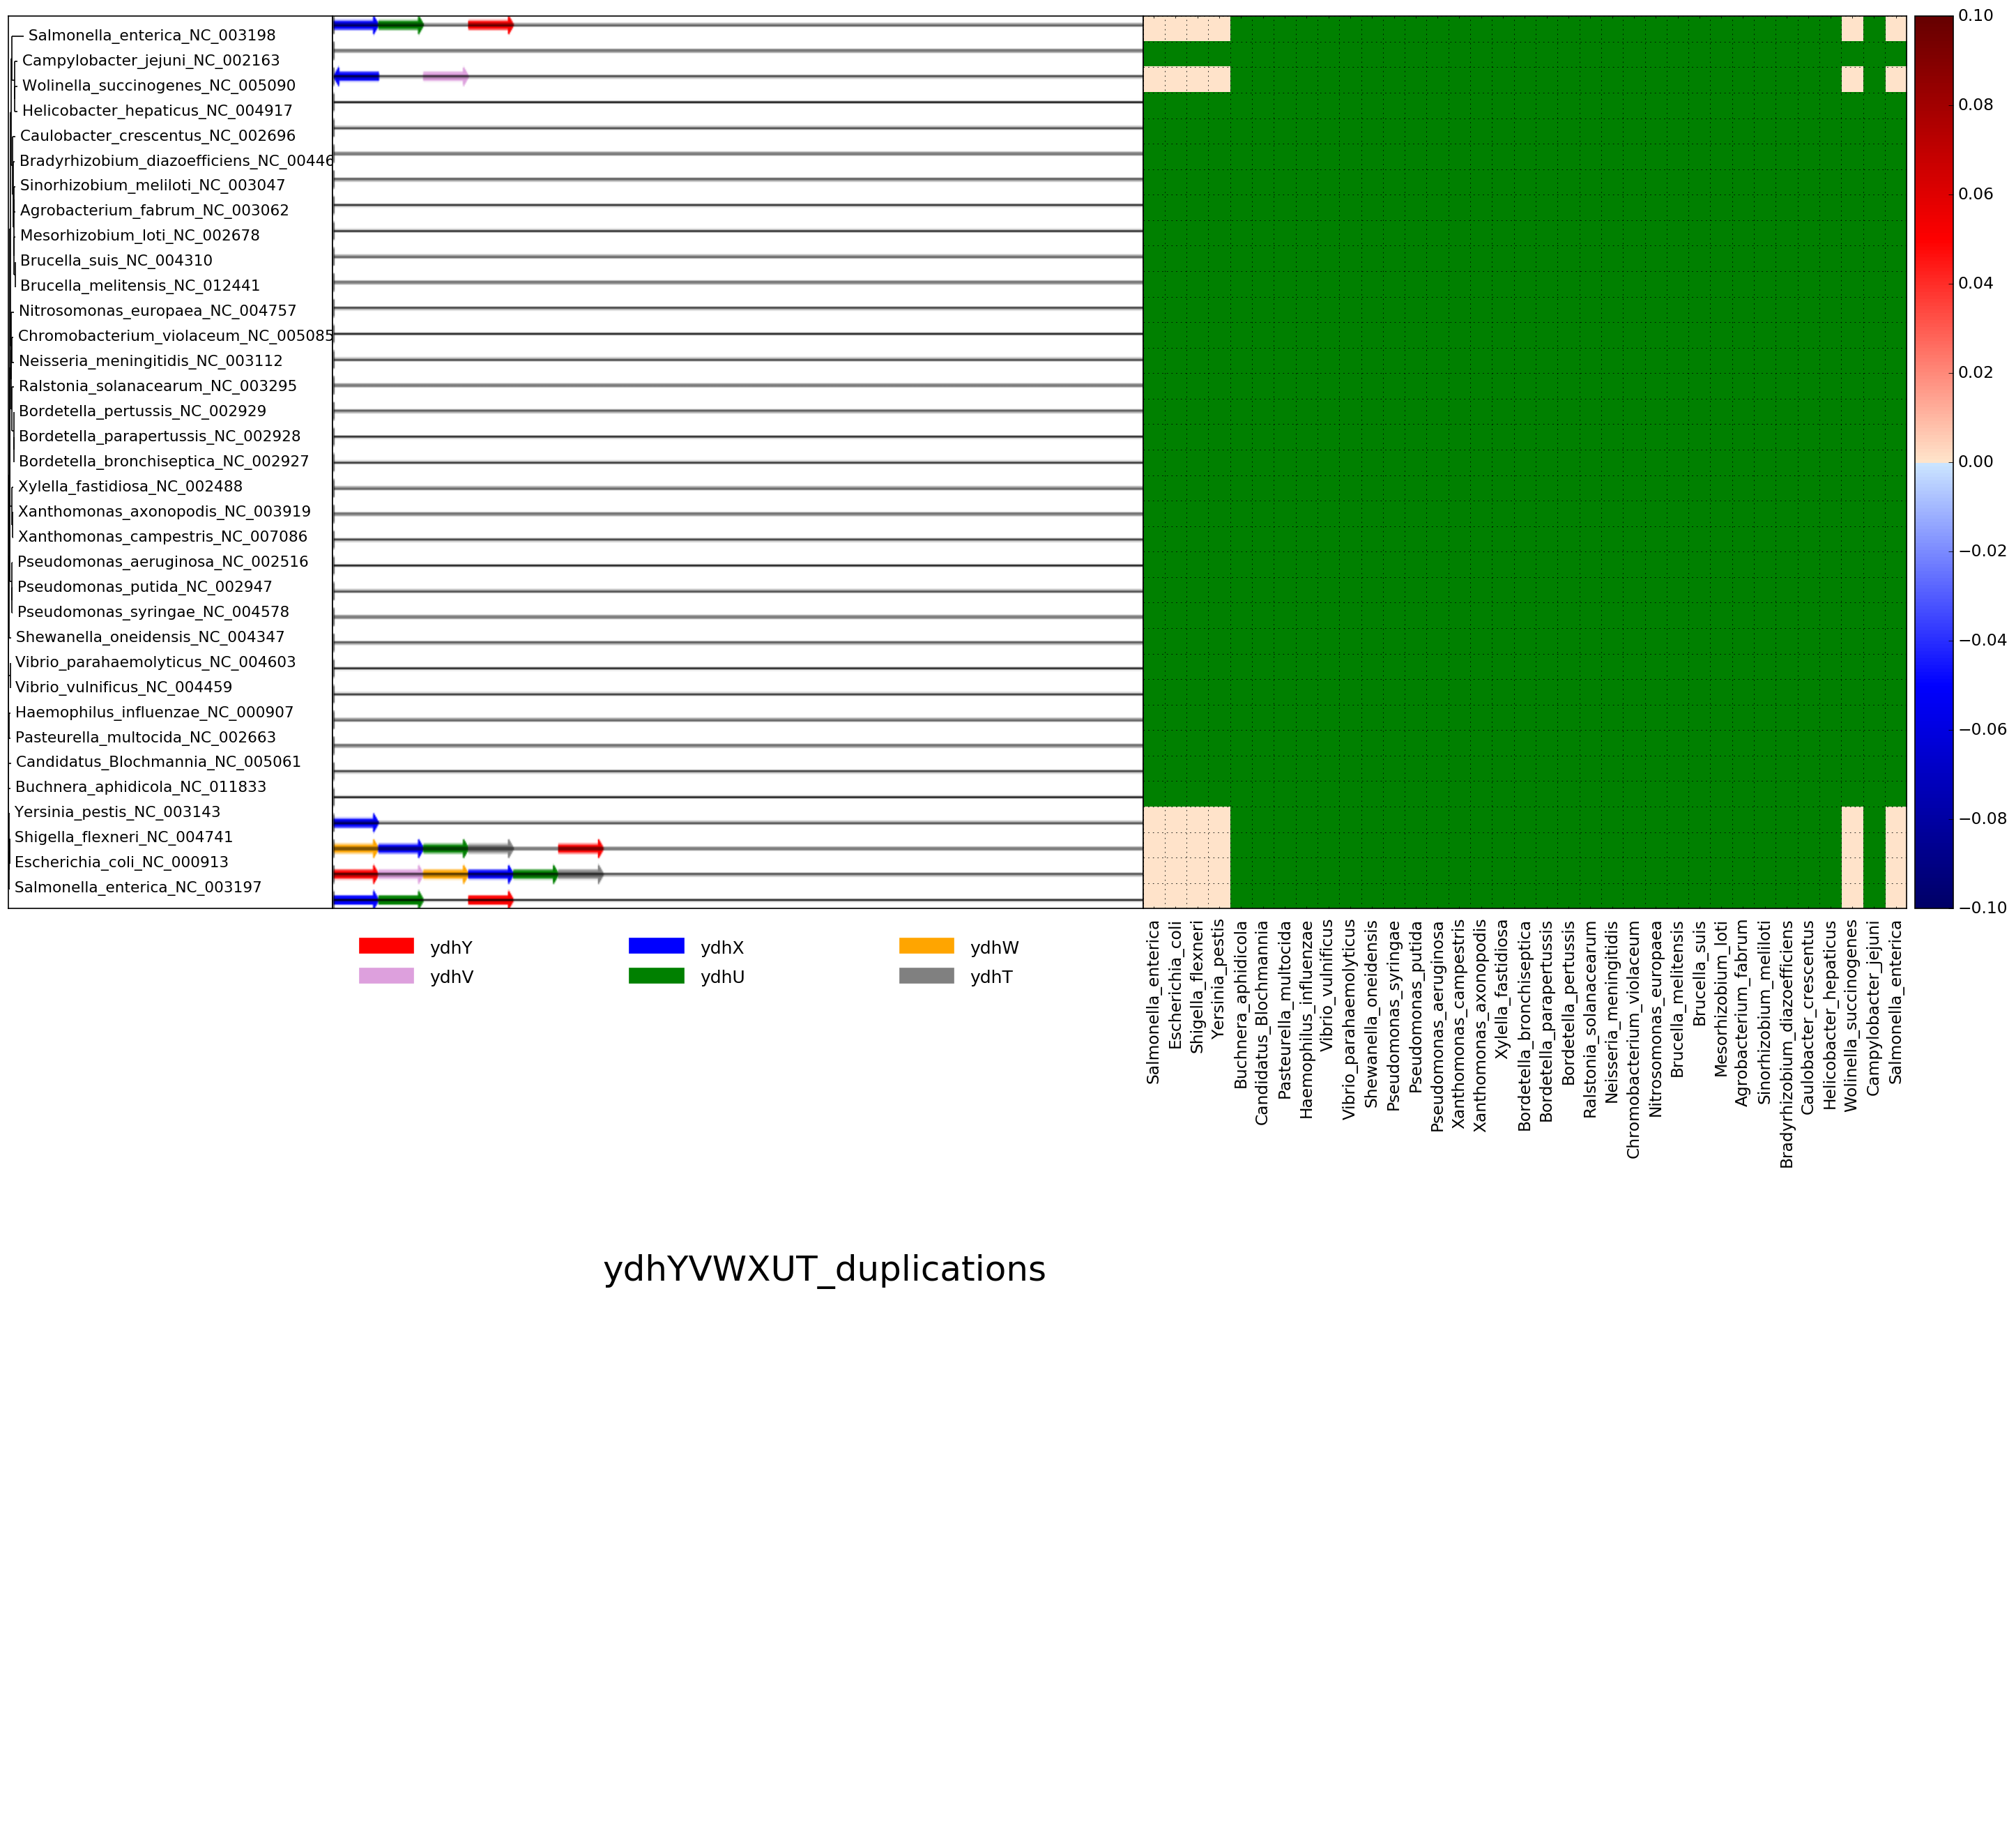 Salmonella_enterica_NC_003198
Campylobacter_jejuni_NC_002163
Wolinella_succinogenes_NC_005090
Helicobacter_hepaticus_NC_004917
Caulobacter_crescentus_NC_002696
Bradyrhizobium_diazoefficiens_NC_00446
Sinorhizobium_meliloti_NC_003047
Agrobacterium_fabrum_NC_003062
Mesorhizobium_loti_NC_002678
Brucella_suis_NC_004310
Brucella_melitensis_NC_012441
Nitrosomonas_europaea_NC_004757
Chromobacterium_violaceum_NC_005085
Neisseria_meningitidis_NC_003112
Ralstonia_solanacearum_NC_003295
Bordetella_pertussis_NC_002929
Bordetella_parapertussis_NC_002928
Bordetella_bronchiseptica_NC_002927
Xylella_fastidiosa_NC_002488
Xanthomonas_axonopodis_NC_003919
Xanthomonas_campestris_NC_007086
Pseudomonas_aeruginosa_NC_002516
Pseudomonas_putida_NC_002947
Pseudomonas_syringae_NC_004578
Shewanella_oneidensis_NC_004347
Vibrio_parahaemolyticus_NC_004603
Vibrio_vulnificus_NC_004459
Haemophilus_influenzae_NC_000907
Pasteurella_multocida_NC_002663
Candidatus_Blochmannia_NC_005061
Buchnera_aphidicola_NC_011833
Yersinia_pestis_NC_003143
Shigella_flexneri_NC_004741
Escherichia_coli_NC_000913
Salmonella_enterica_NC_003197
0.10
0.08
0.06
0.04
0.02
0.00
−0.02
−0.04
−0.06
−0.08
−0.10
Salmonella_enterica
Escherichia_coli
Shigella_flexneri
Yersinia_pestis
Buchnera_aphidicola
Candidatus_Blochmannia
Pasteurella_multocida
Haemophilus_influenzae
Vibrio_vulnificus
Vibrio_parahaemolyticus
Shewanella_oneidensis
Pseudomonas_syringae
Pseudomonas_putida
Pseudomonas_aeruginosa
Xanthomonas_campestris
Xanthomonas_axonopodis
Xylella_fastidiosa
Bordetella_bronchiseptica
Bordetella_parapertussis
Bordetella_pertussis
Ralstonia_solanacearum
Neisseria_meningitidis
Chromobacterium_violaceum
Nitrosomonas_europaea
Brucella_melitensis
Brucella_suis
Mesorhizobium_loti
Agrobacterium_fabrum
Sinorhizobium_meliloti
Bradyrhizobium_diazoefficiens
Caulobacter_crescentus
Helicobacter_hepaticus
Wolinella_succinogenes
Campylobacter_jejuni
Salmonella_enterica
ydhY ydhX ydhW
ydhV ydhU ydhT
ydhYVWXUT_duplications